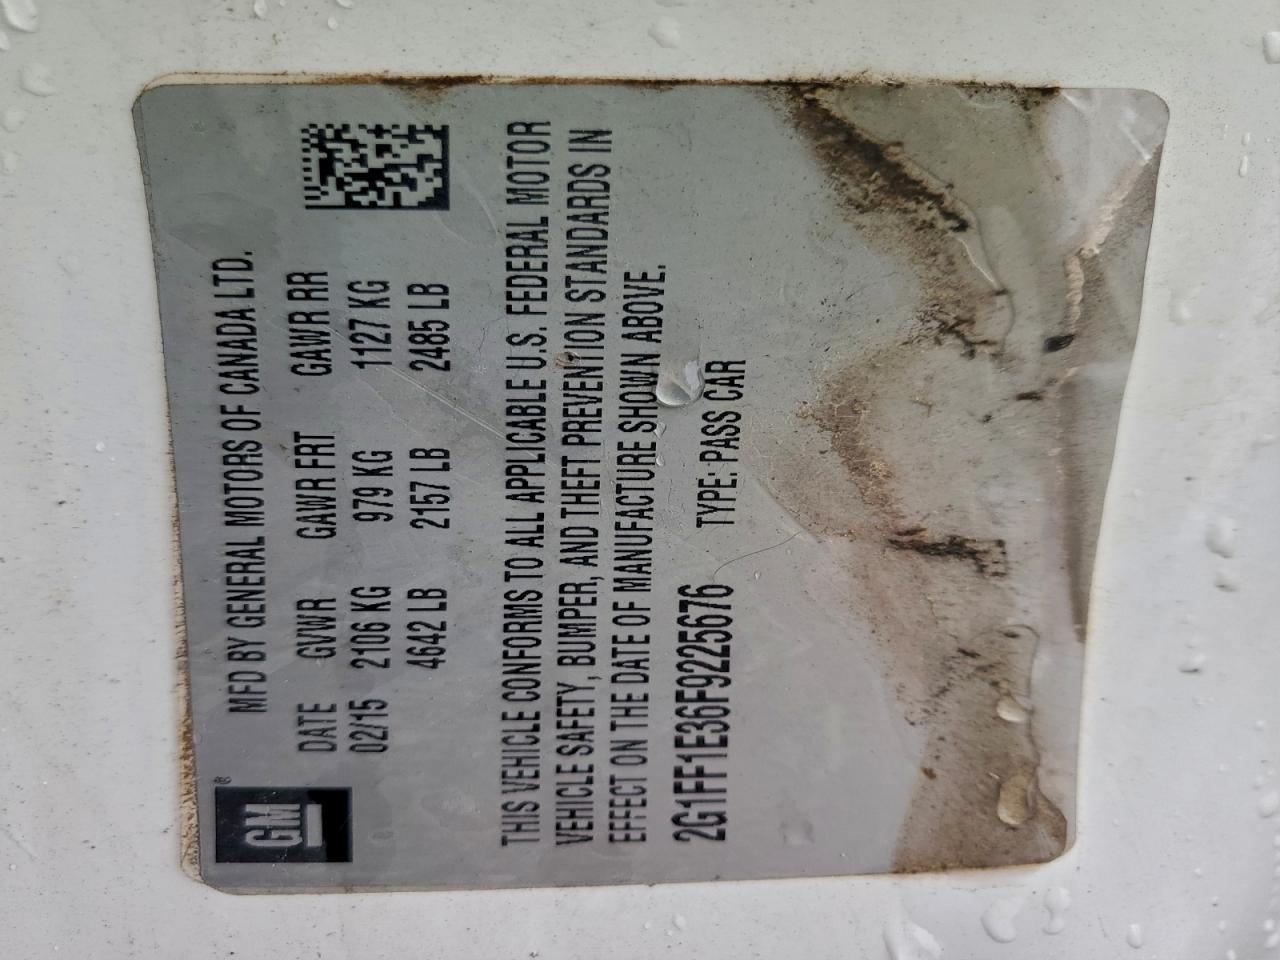 GM®
MFD BY GENERAL MOTORS OF CANADA LTD.
DATE GVWR GAWR FRT GAWR RR
02/15 2106 KG 979 KG 1127 KG
4642 LB 2157 LB 2485 LB
THIS VEHICLE CONFORMS TO ALL APPLICABLE U.S. FEDERAL MOTOR
VEHICLE SAFETY, BUMPER, AND THEFT PREVENTION STANDARDS IN
EFFECT ON THE DATE OF MANUFACTURE SHOWN ABOVE.
2G1FF1E36F9225676 TYPE: PASS CAR